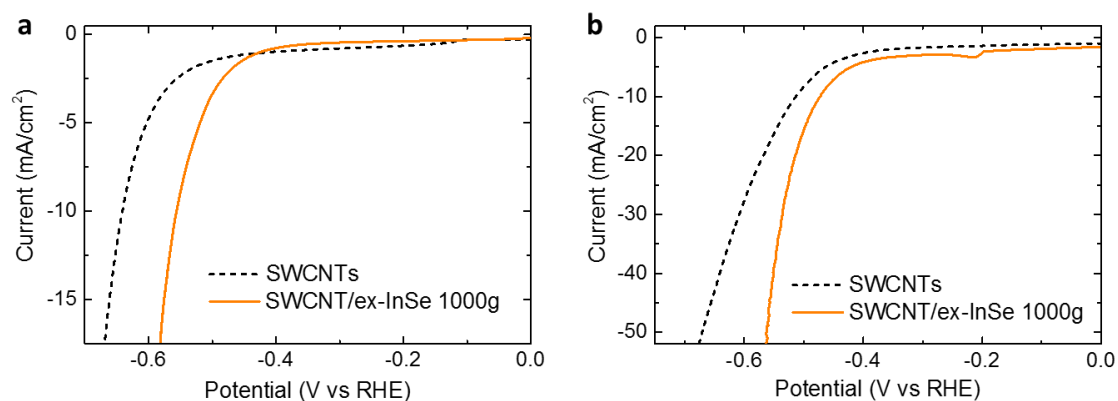 a
0
-5
-10
-15
Current (mA/cm²)
SWCNTs
SWCNT/ex-InSe 1000g
-0.6
-0.4
-0.2
0.0
Potential (V vs RHE)
b
0
-10
-20
-30
-40
-50
Current (mA/cm²)
SWCNTs
SWCNT/ex-InSe 1000g
-0.6
-0.4
-0.2
0.0
Potential (V vs RHE)